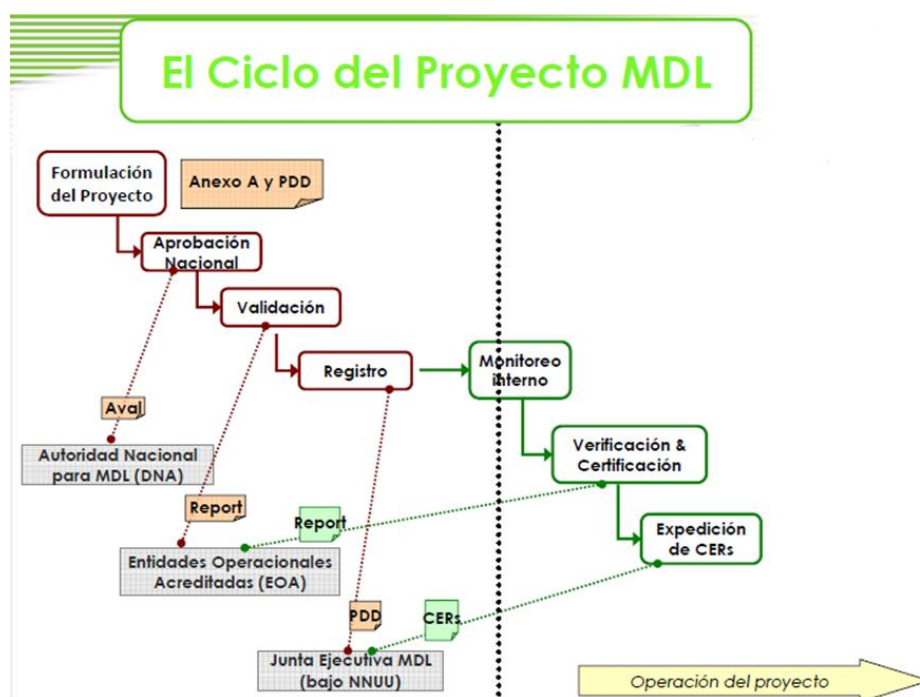 El Ciclo del Proyecto MDL
Formulación
del Proyecto
Anexo A y PDD
Aprobación
Nacional
Validación
Registro
Monitoreo
interno
Aval
Autoridad Nacional
para MDL (DNA)
Verificación &
Certificación
Report
Report
Expedición
de CERs
Entidades Operacionales
Acreditadas (EOA)
PDD
CERs
Junta Ejecutiva MDL
(bajo NNUU)
Operación del proyecto